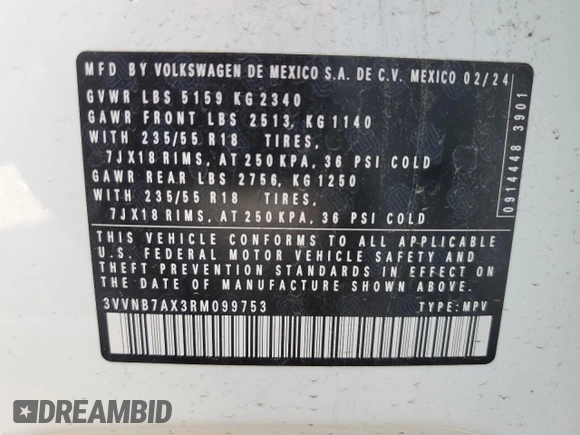 MFD BY VOLKSWAGEN DE MEXICO S.A. DE C.V. MEXICO 02/24
GVWR LBS 5159 KG 2340
GAWR FRONT LBS 2513, KG 1140
WITH 235/55 R18 TIRES,
7JX18 RIMS, AT 250 KPA, 36 PSI COLD
GAWR REAR LBS 2756, KG 1250
WITH 235/55 R18 TIRES,
7JX18 RIMS, AT 250 KPA, 36 PSI COLD
THIS VEHICLE CONFORMS TO ALL APPLICABLE
U.S. FEDERAL MOTOR VEHICLE SAFETY AND
THEFT PREVENTION STANDARDS IN EFFECT ON
THE DATE OF MANUFACTURE SHOWN ABOVE.
3VVNB7AX3RM099753 TYPE: MPV
0914448 3901
DREAMBID